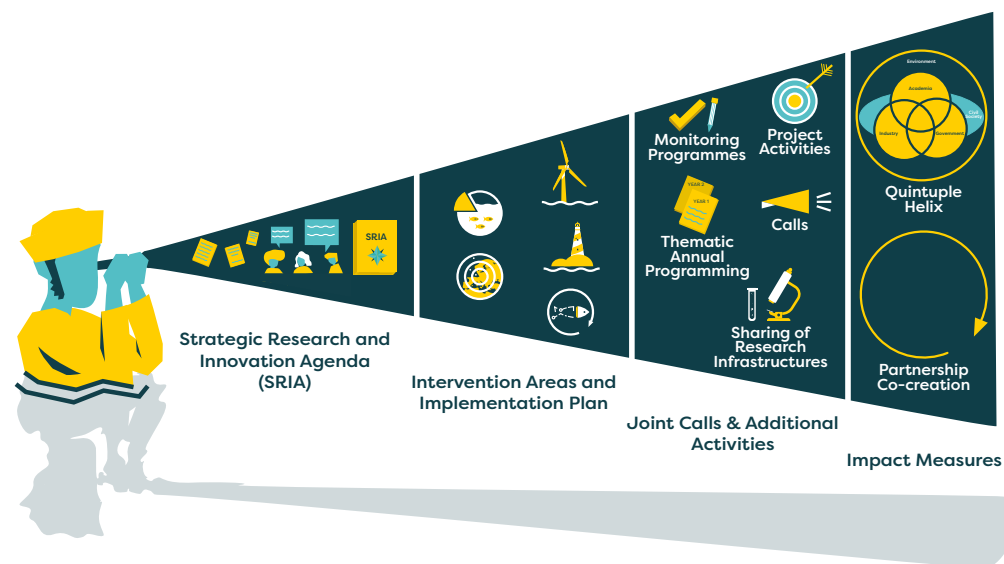 SRIA
Strategic Research and
Innovation Agenda
(SRIA)
Intervention Areas and
Implementation Plan
Monitoring
Programmes
Project
Activities
YEAR 2
YEAR 1
Thematic
Annual
Programming
Calls
Sharing of
Research
Infrastructures
Joint Calls & Additional
Activities
Environment
Academia
Civil
Society
Industry
Government
Quintuple
Helix
Partnership
Co-creation
Impact Measures